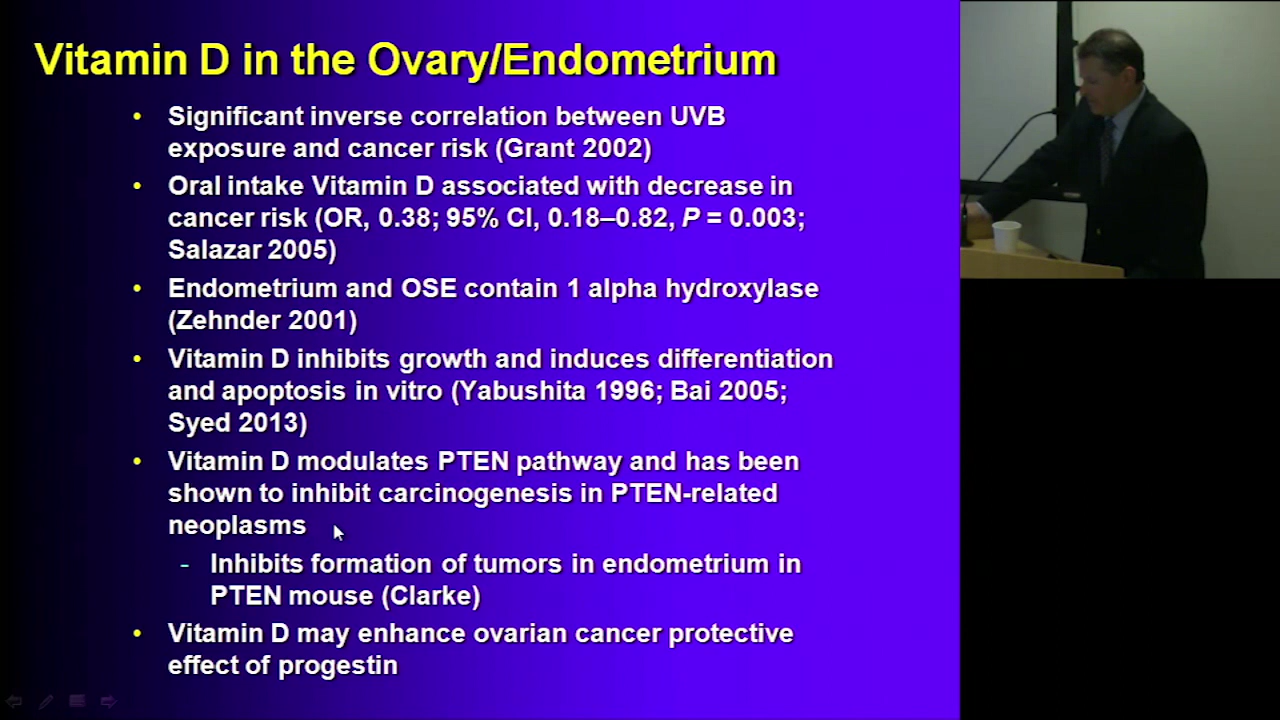 Vitamin D in the Ovary/Endometrium
• Significant inverse correlation between UVB
exposure and cancer risk (Grant 2002)
• Oral intake Vitamin D associated with decrease in
cancer risk (OR, 0.38; 95% CI, 0.18–0.82, P = 0.003;
Salazar 2005)
• Endometrium and OSE contain 1 alpha hydroxylase
(Zehnder 2001)
• Vitamin D inhibits growth and induces differentiation
and apoptosis in vitro (Yabushita 1996; Bai 2005;
Syed 2013)
• Vitamin D modulates PTEN pathway and has been
shown to inhibit carcinogenesis in PTEN-related
neoplasms
- Inhibits formation of tumors in endometrium in
PTEN mouse (Clarke)
• Vitamin D may enhance ovarian cancer protective
effect of progestin